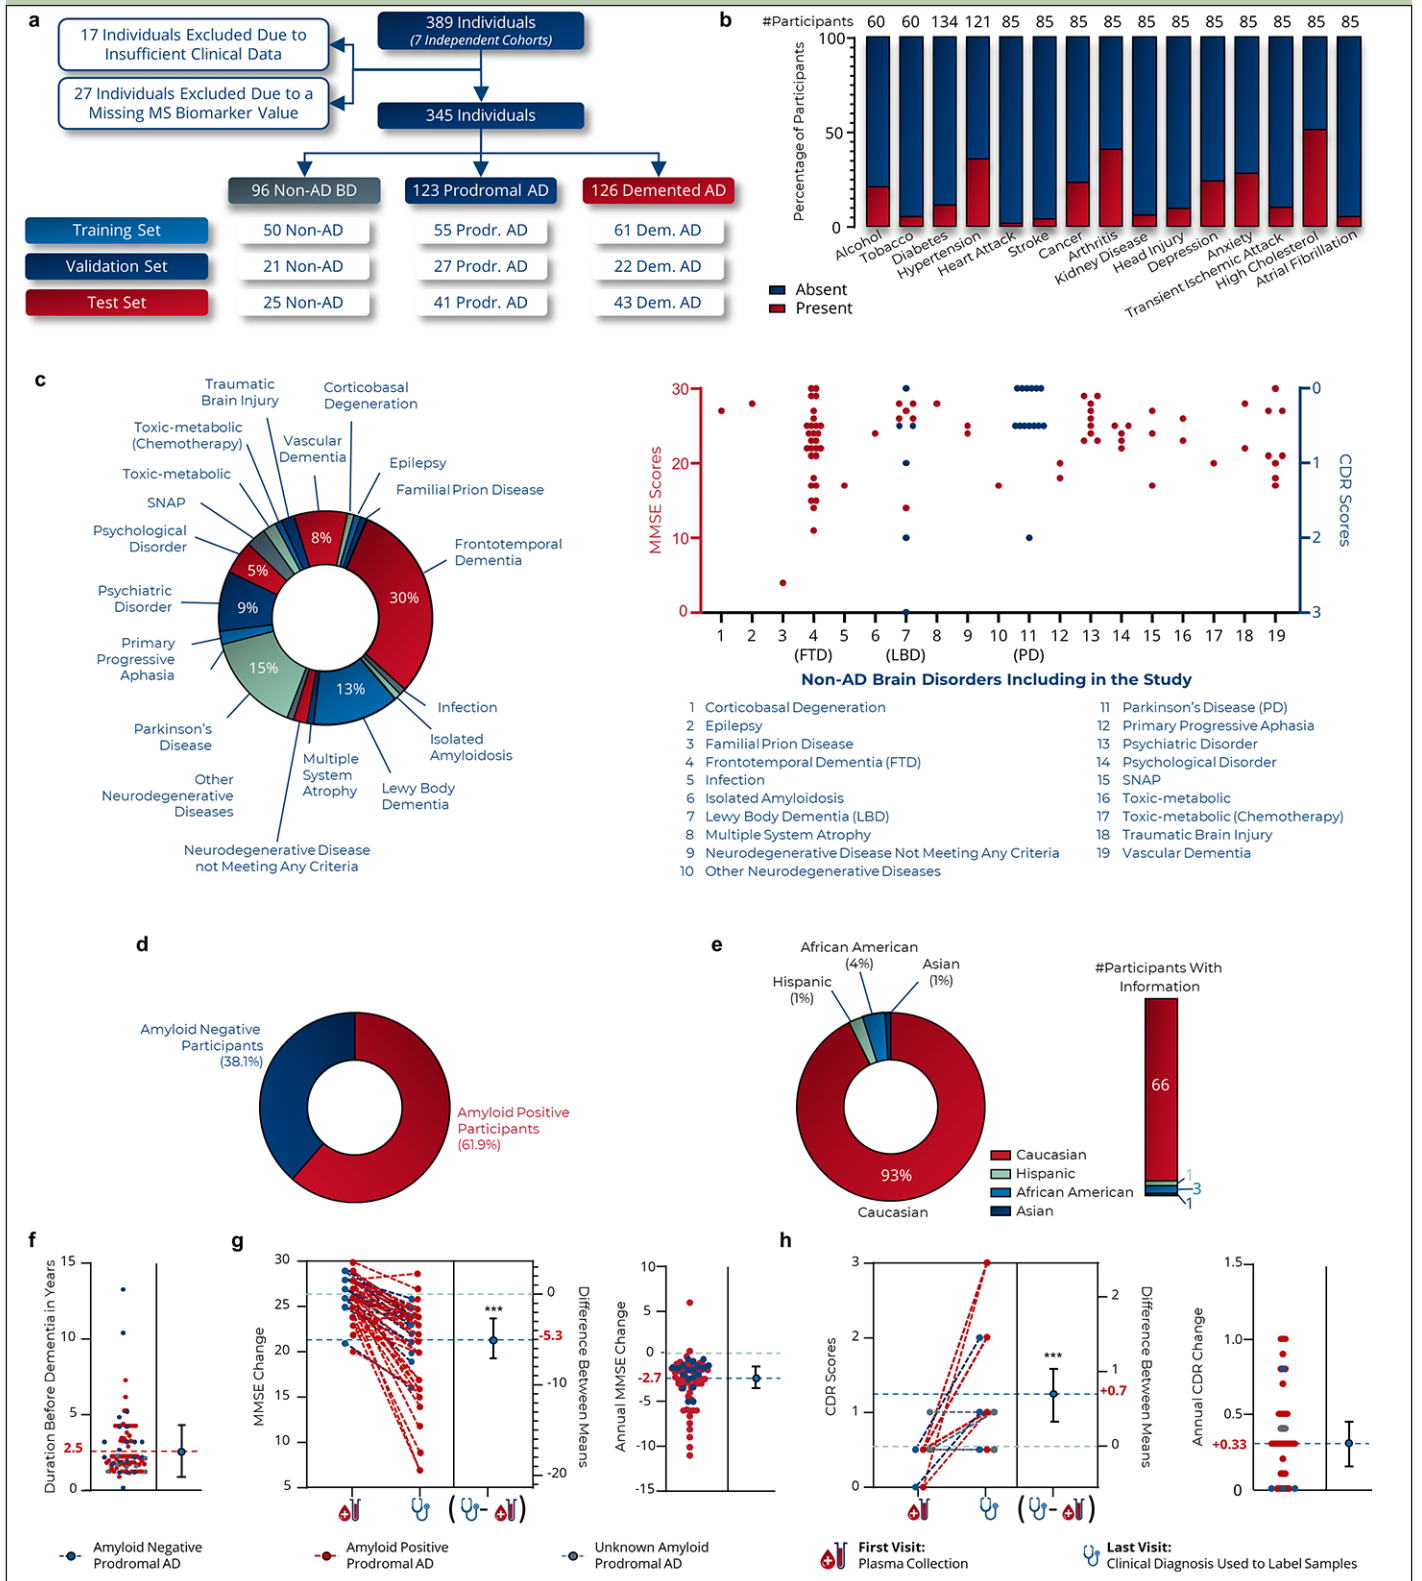 a
389 Individuals
(7 Independent Cohorts)
17 Individuals Excluded Due to
Insufficient Clinical Data
27 Individuals Excluded Due to a
Missing MS Biomarker Value
345 Individuals
96 Non-AD BD
123 Prodromal AD
126 Demented AD
Training Set
50 Non-AD
55 Prodr. AD
61 Dem. AD
Validation Set
21 Non-AD
27 Prodr. AD
22 Dem. AD
Test Set
25 Non-AD
41 Prodr. AD
43 Dem. AD
b
#Participants 60 60 134 121 85 85 85 85 85 85 85 85 85 85 85
Percentage of Participants
100
50
0
Alcohol
Tobacco
Diabetes
Hypertension
Heart Attack
Stroke
Cancer
Arthritis
Kidney Disease
Head Injury
Depression
Anxiety
Transient Ischemic Attack
High Cholesterol
Atrial Fibrillation
Absent
Present
c
Traumatic
Brain Injury
Corticobasal
Degeneration
Toxic-metabolic
(Chemotherapy)
Vascular
Dementia
Toxic-metabolic
Epilepsy
SNAP
Familial Prion Disease
Psychological
Disorder
Frontotemporal
Dementia
Psychiatric
Disorder
Primary
Progressive
Aphasia
Parkinson's
Disease
Other
Neurodegenerative
Diseases
Neurodegenerative Disease
not Meeting Any Criteria
Multiple
System
Atrophy
Lewy Body
Dementia
Isolated
Amyloidosis
Infection
8%
30%
13%
15%
9%
5%
MMSE Scores
30
20
10
0
CDR Scores
0
1
2
3
1 2 3 4 5 6 7 8 9 10 11 12 13 14 15 16 17 18 19
(FTD) (LBD) (PD)
Non-AD Brain Disorders Including in the Study
1 Corticobasal Degeneration
2 Epilepsy
3 Familial Prion Disease
4 Frontotemporal Dementia (FTD)
5 Infection
6 Isolated Amyloidosis
7 Lewy Body Dementia (LBD)
8 Multiple System Atrophy
9 Neurodegenerative Disease Not Meeting Any Criteria
10 Other Neurodegenerative Diseases
11 Parkinson's Disease (PD)
12 Primary Progressive Aphasia
13 Psychiatric Disorder
14 Psychological Disorder
15 SNAP
16 Toxic-metabolic
17 Toxic-metabolic (Chemotherapy)
18 Traumatic Brain Injury
19 Vascular Dementia
d
Amyloid Negative
Participants
(38.1%)
Amyloid Positive
Participants
(61.9%)
e
African American
(4%)
Hispanic
(1%)
Asian
(1%)
93%
Caucasian
Caucasian
Hispanic
African American
Asian
#Participants With
Information
66
1
3
1
f
Duration Before Dementia in Years
15
10
5
2.5
0
g
MMSE Change
30
25
20
15
10
5
0
-5.3
-10
-20
***
Difference Between Means
( - )
Annual MMSE Change
10
5
0
-2.7
-5
-10
-15
h
CDR Scores
3
2
1
0
2
1
+0.7
0
***
Difference Between Means
( - )
Annual CDR Change
1.5
1.0
0.5
+0.33
0
Amyloid Negative
Prodromal AD
Amyloid Positive
Prodromal AD
Unknown Amyloid
Prodromal AD
First Visit:
Plasma Collection
Last Visit:
Clinical Diagnosis Used to Label Samples